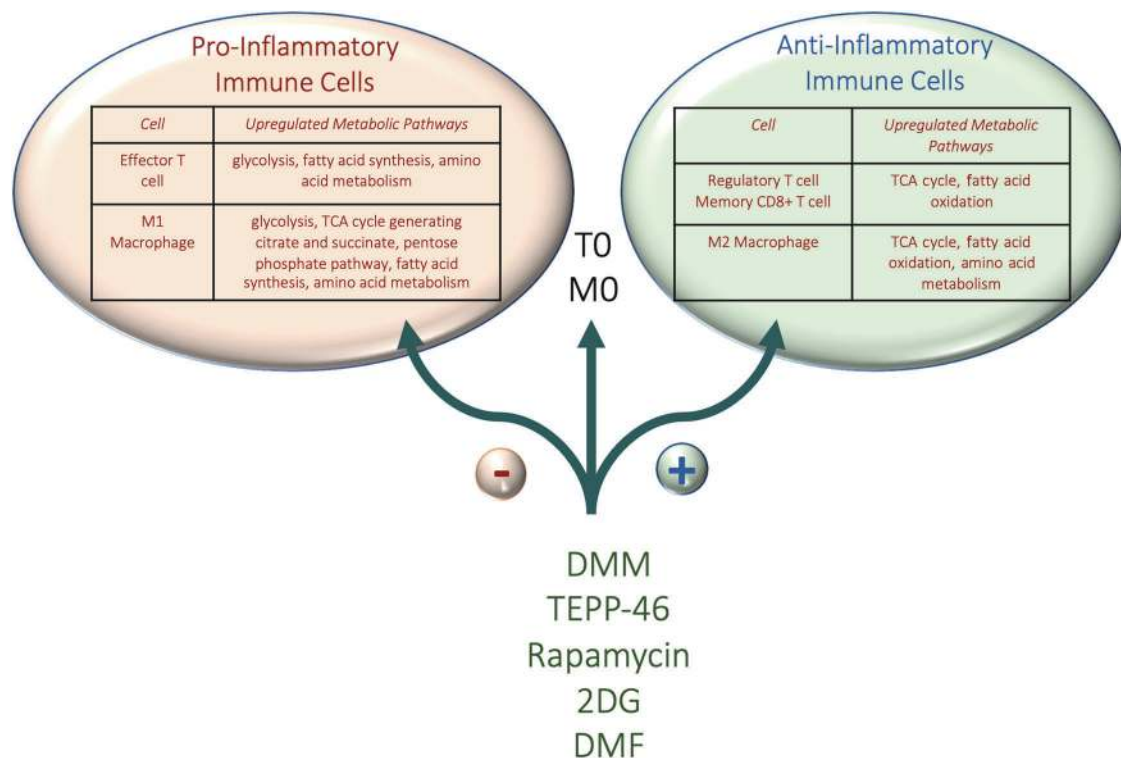 Pro-Inflammatory
Immune Cells
Cell
Upregulated Metabolic Pathways
Effector T
cell
glycolysis, fatty acid synthesis, amino
acid metabolism
M1
Macrophage
glycolysis, TCA cycle generating
citrate and succinate, pentose
phosphate pathway, fatty acid
synthesis, amino acid metabolism
T0
M0
Anti-Inflammatory
Immune Cells
Cell
Upregulated Metabolic
Pathways
Regulatory T cell
Memory CD8+ T cell
TCA cycle, fatty acid
oxidation
M2 Macrophage
TCA cycle, fatty acid
oxidation, amino acid
metabolism
-
+
DMM
TEPP-46
Rapamycin
2DG
DMF